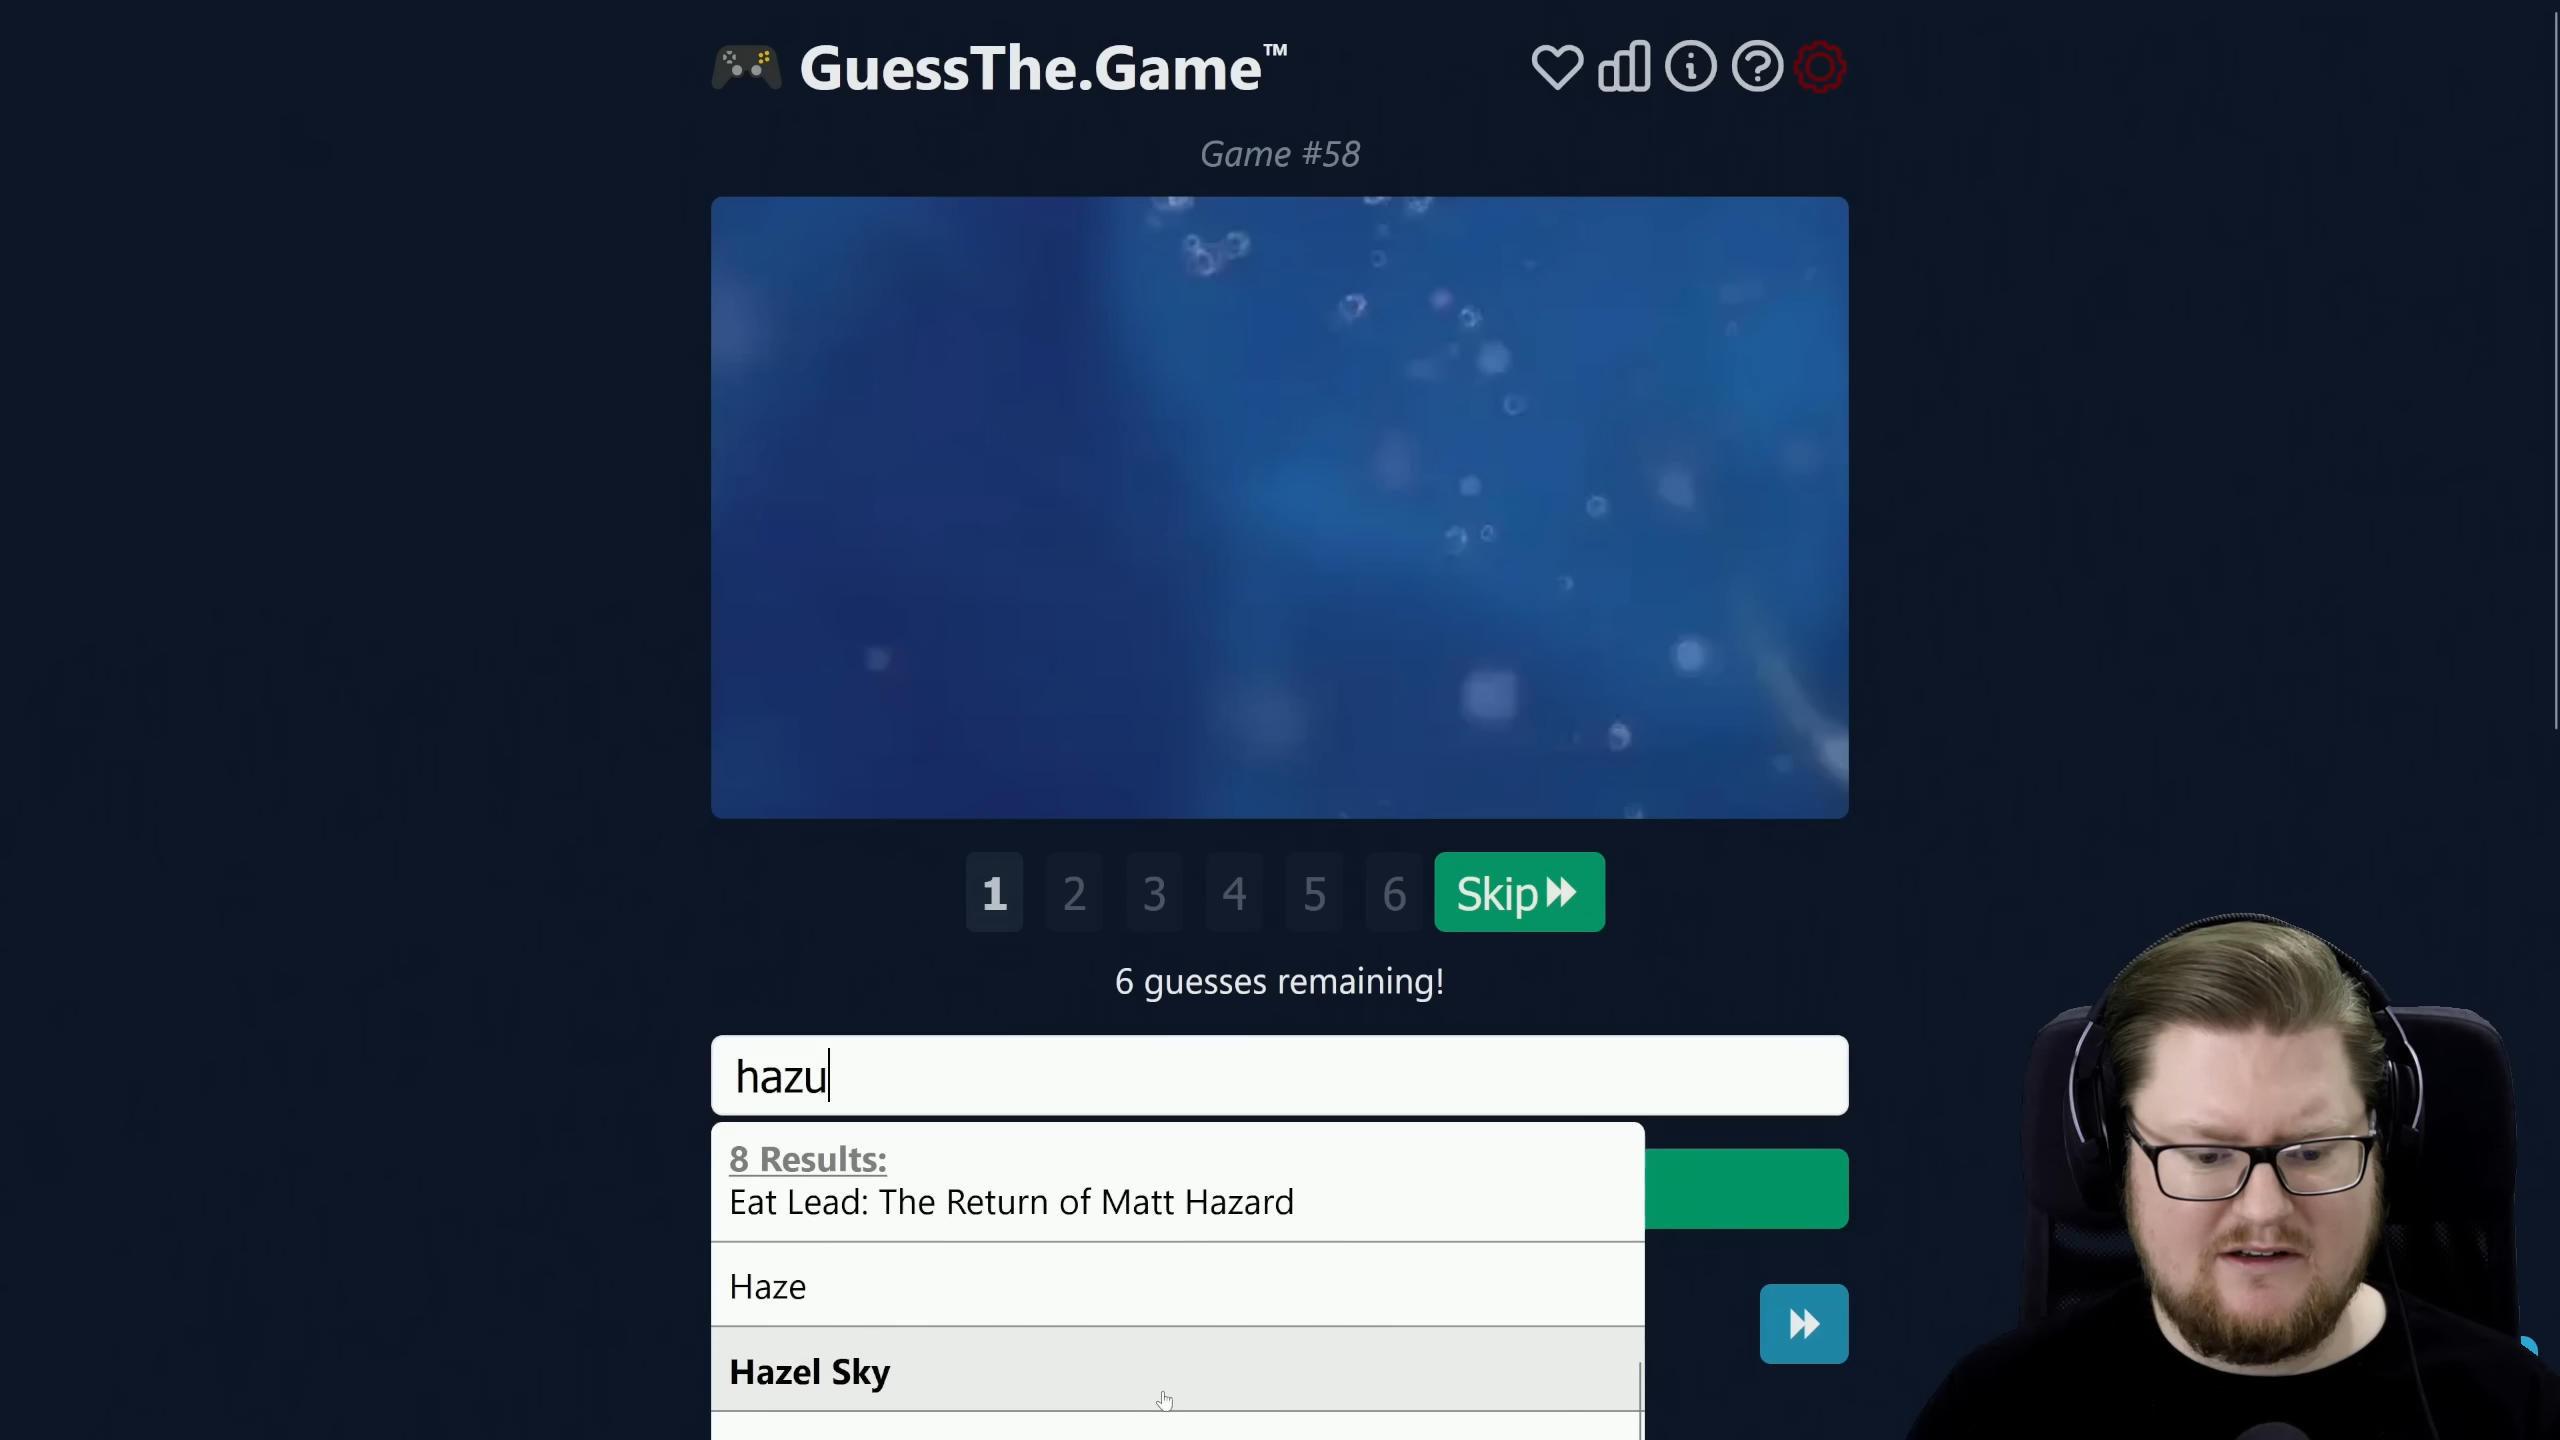 GuessThe.Game™
Game #58
1 2 3 4 5 6 Skip
6 guesses remaining!
hazu
8 Results:
Eat Lead: The Return of Matt Hazard
Haze
Hazel Sky